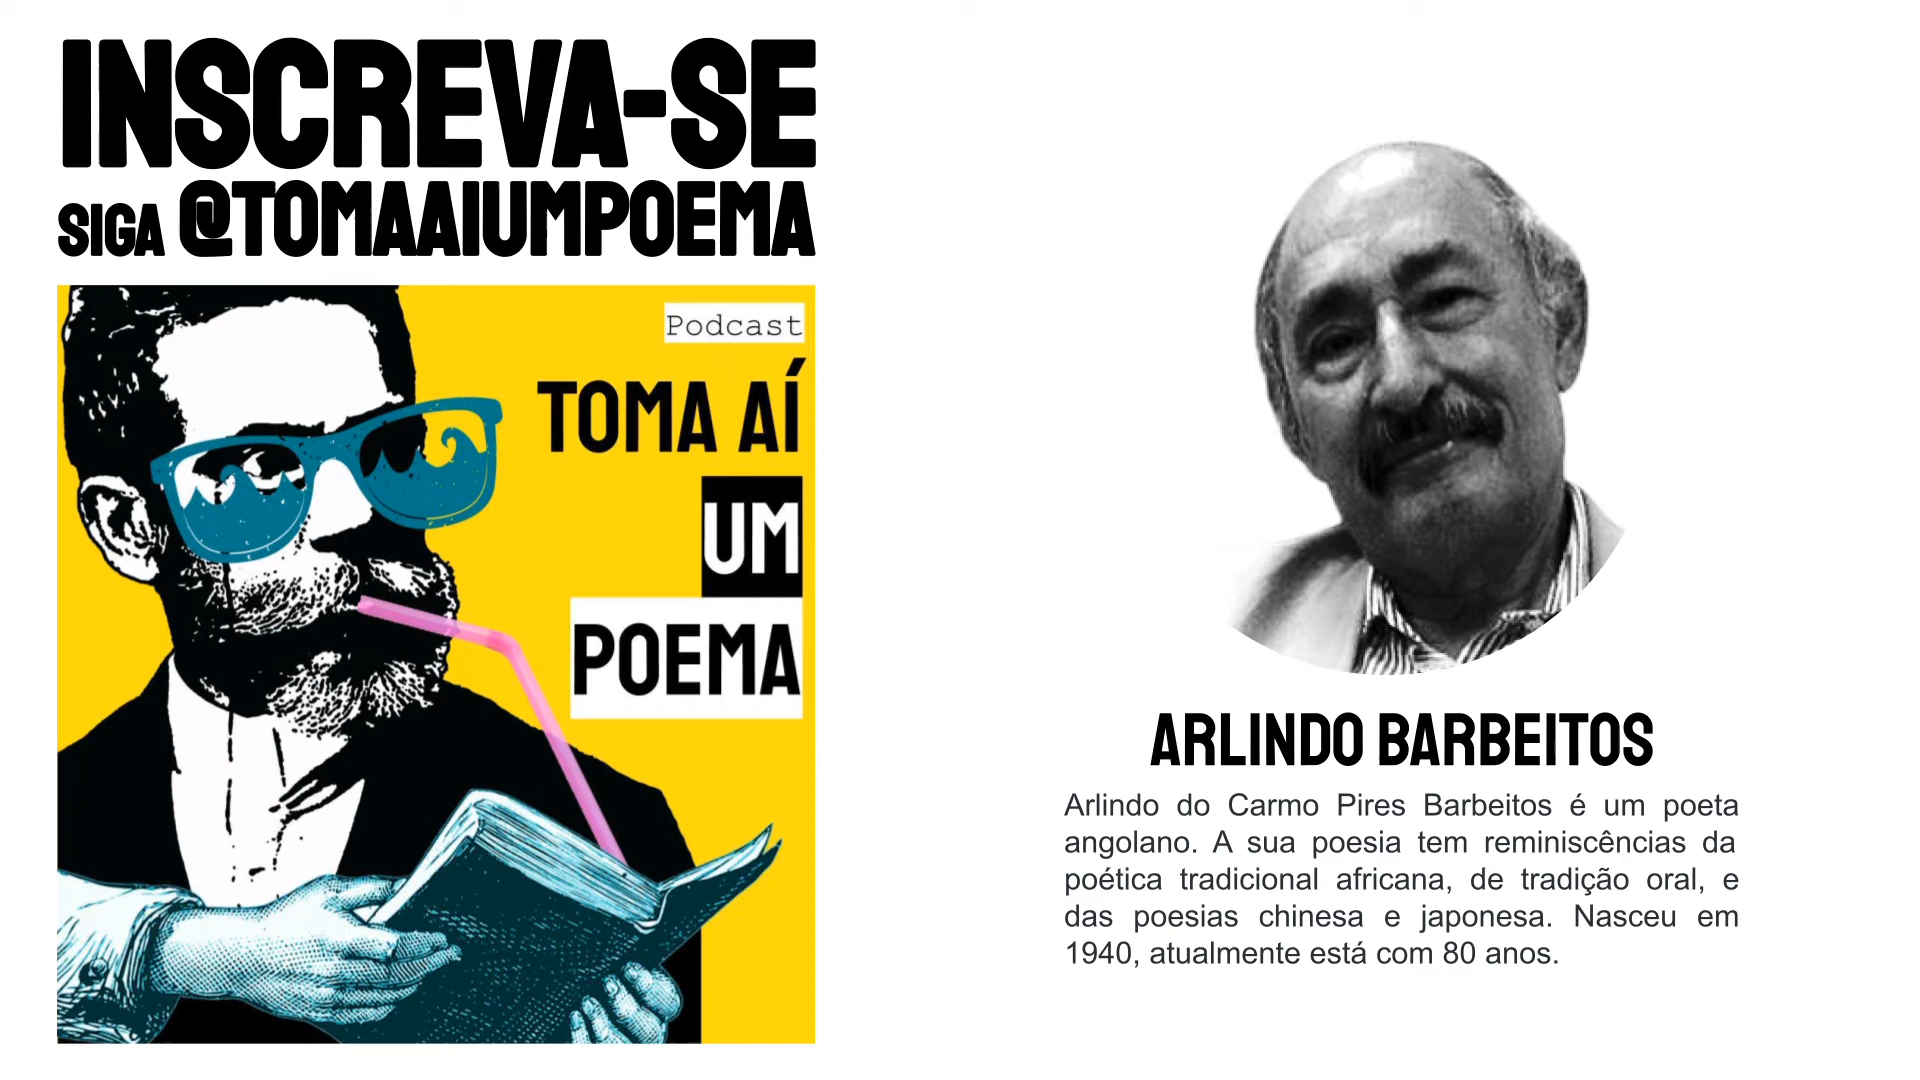 INSCREVA-SE
SIGA @TOMAAIUMPOEMA
Podcast
TOMA AÍ
UM
POEMA
ARLINDO BARBEITOS
Arlindo do Carmo Pires Barbeitos é um poeta
angolano. A sua poesia tem reminiscências da
poética tradicional africana, de tradição oral, e
das poesias chinesa e japonesa. Nasceu em
1940, atualmente está com 80 anos.